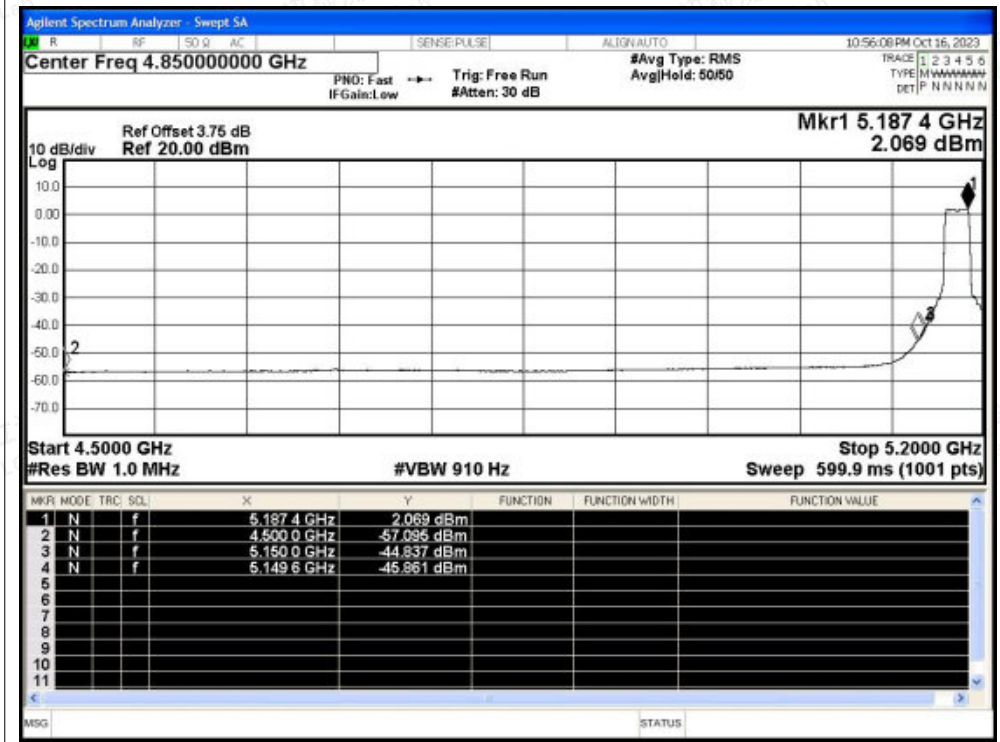 Agilent Spectrum Analyzer - Swept SA
R RF 50 Ω AC SENSE:PULSE ALIGNAUTO 10:56:08 PM Oct 16, 2023
Center Freq 4.850000000 GHz #Avg Type: RMS TRACE 1 2 3 4 5 6
PNO: Fast Trig: Free Run Avg|Hold: 50/50 TYPE M
IFGain:Low #Atten: 30 dB DET P N N N N N
Mkr1 5.187 4 GHz
Ref Offset 3.75 dB
10 dB/div Ref 20.00 dBm 2.069 dBm
Log
10.0
0.00
-10.0
-20.0
-30.0
-40.0
-50.0
-60.0
-70.0
1
2
3
Start 4.5000 GHz Stop 5.2000 GHz
#Res BW 1.0 MHz #VBW 910 Hz Sweep 599.9 ms (1001 pts)
MKR MODE TRC SCL X Y FUNCTION FUNCTION WIDTH FUNCTION VALUE
1 N f 5.187 4 GHz 2.069 dBm
2 N f 4.500 0 GHz -57.095 dBm
3 N f 5.150 0 GHz -44.837 dBm
4 N f 5.149 6 GHz -45.861 dBm
5
6
7
8
9
10
11
MSG STATUS